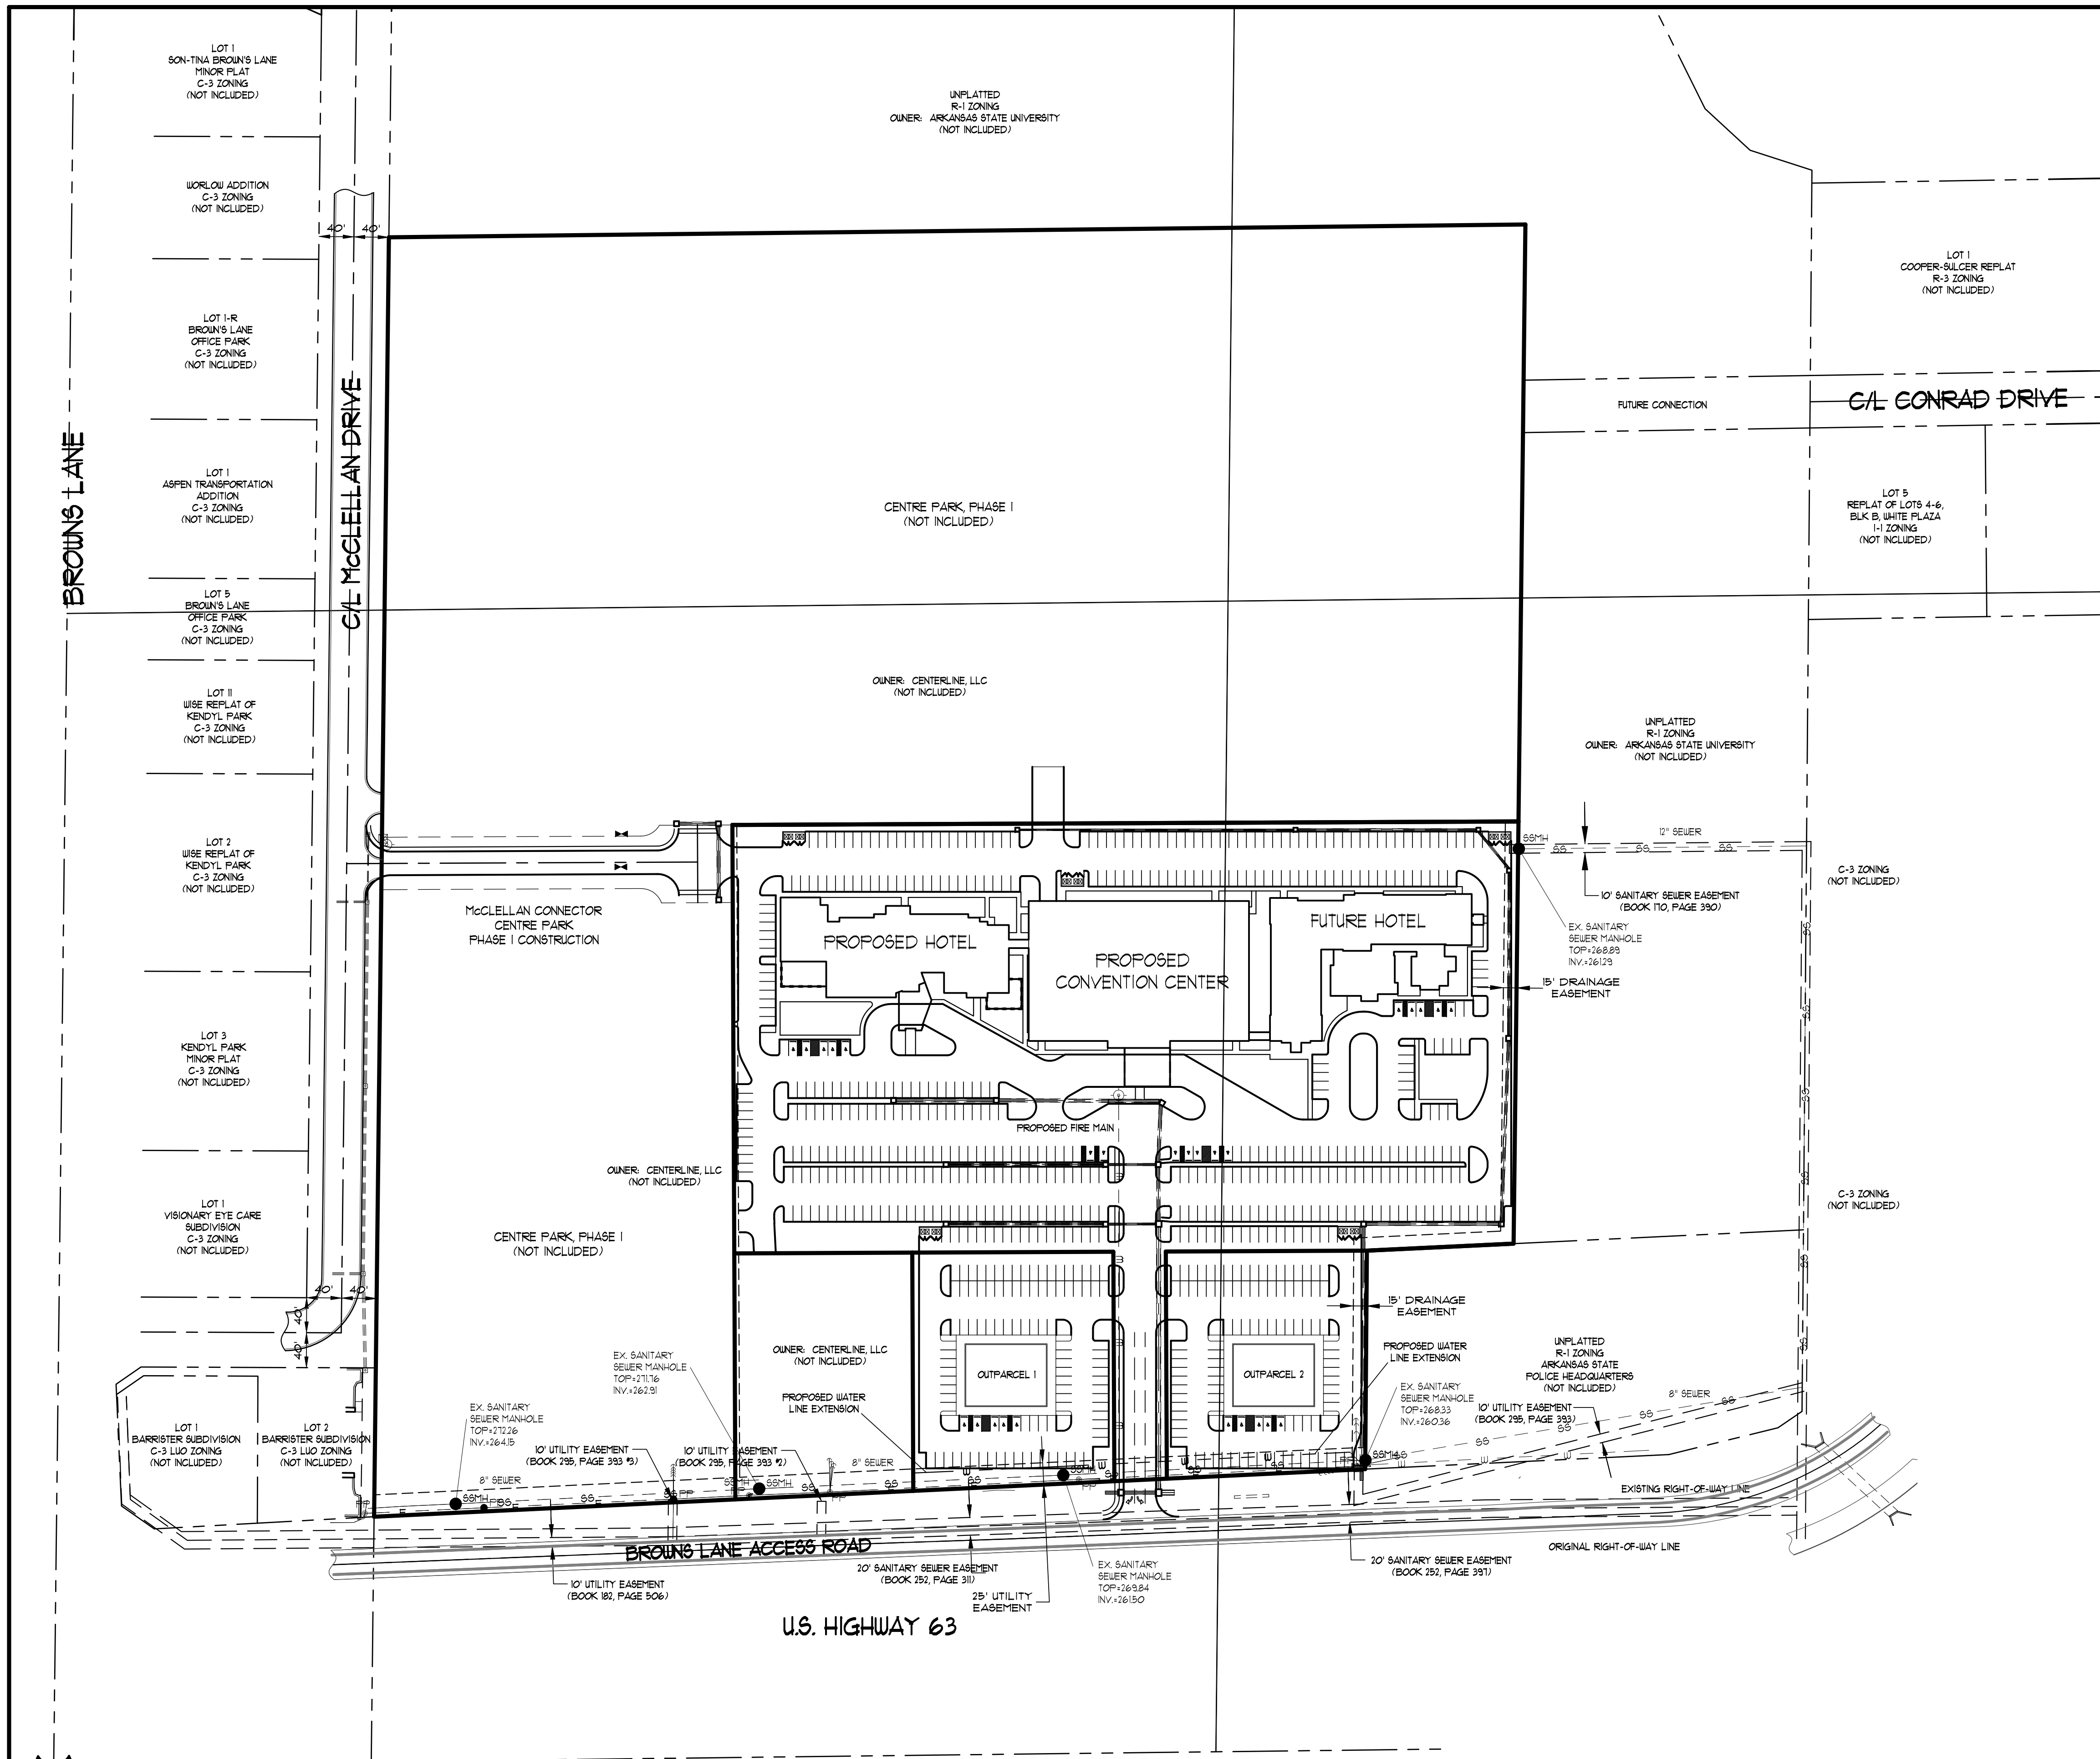 LOT 1
SON-TINA BROWN'S LANE
MINOR PLAT
C-3 ZONING
(NOT INCLUDED)
UNPLATTED
R-1 ZONING
OWNER: ARKANSAS STATE UNIVERSITY
(NOT INCLUDED)
WORLOW ADDITION
C-3 ZONING
(NOT INCLUDED)
40' 40'
LOT 1
COOPER-SULCER REPLAT
R-3 ZONING
(NOT INCLUDED)
LOT 1-R
BROWN'S LANE
OFFICE PARK
C-3 ZONING
(NOT INCLUDED)
BROWNS LANE
C/L McCLELLAN DRIVE
FUTURE CONNECTION
C/L CONRAD DRIVE
LOT 1
ASPEN TRANSPORTATION
ADDITION
C-3 ZONING
(NOT INCLUDED)
CENTRE PARK, PHASE 1
(NOT INCLUDED)
LOT 5
REPLAT OF LOTS 4-6,
BLK B, WHITE PLAZA
I-1 ZONING
(NOT INCLUDED)
LOT 5
BROWN'S LANE
OFFICE PARK
C-3 ZONING
(NOT INCLUDED)
LOT 11
WISE REPLAT OF
KENDYL PARK
C-3 ZONING
(NOT INCLUDED)
OWNER: CENTERLINE, LLC
(NOT INCLUDED)
UNPLATTED
R-1 ZONING
OWNER: ARKANSAS STATE UNIVERSITY
(NOT INCLUDED)
LOT 2
WISE REPLAT OF
KENDYL PARK
C-3 ZONING
(NOT INCLUDED)
SSMH
12" SEWER
SS SS SS
C-3 ZONING
(NOT INCLUDED)
10' SANITARY SEWER EASEMENT
(BOOK 170, PAGE 390)
EX. SANITARY
SEWER MANHOLE
TOP=268.89
INV.=261.29
McCLELLAN CONNECTOR
CENTRE PARK
PHASE 1 CONSTRUCTION
PROPOSED HOTEL
PROPOSED
CONVENTION CENTER
FUTURE HOTEL
15' DRAINAGE
EASEMENT
SS
SS
SS
SS
SS
SS
LOT 3
KENDYL PARK
MINOR PLAT
C-3 ZONING
(NOT INCLUDED)
PROPOSED FIRE MAIN
OWNER: CENTERLINE, LLC
(NOT INCLUDED)
C-3 ZONING
(NOT INCLUDED)
LOT 1
VISIONARY EYE CARE
SUBDIVISION
C-3 ZONING
(NOT INCLUDED)
CENTRE PARK, PHASE 1
(NOT INCLUDED)
40' 40'
40'
40'
15' DRAINAGE
EASEMENT
EX. SANITARY
SEWER MANHOLE
TOP=271.76
INV.=262.91
OWNER: CENTERLINE, LLC
(NOT INCLUDED)
PROPOSED WATER
LINE EXTENSION
OUTPARCEL 1
OUTPARCEL 2
PROPOSED WATER
LINE EXTENSION
UNPLATTED
R-1 ZONING
ARKANSAS STATE
POLICE HEADQUARTERS
(NOT INCLUDED)
EX. SANITARY
SEWER MANHOLE
TOP=268.33
INV.=260.36
8" SEWER
10' UTILITY EASEMENT
(BOOK 295, PAGE 393)
LOT 1
BARRISTER SUBDIVISION
C-3 LUO ZONING
(NOT INCLUDED)
LOT 2
BARRISTER SUBDIVISION
C-3 LUO ZONING
(NOT INCLUDED)
EX. SANITARY
SEWER MANHOLE
TOP=272.26
INV.=264.15
10' UTILITY EASEMENT
(BOOK 295, PAGE 393 #3)
10' UTILITY EASEMENT
(BOOK 295, PAGE 393 #2)
8" SEWER
8" SEWER
SSMH
SSMH
SSMH
SSMH
EXISTING RIGHT-OF-WAY LINE
ORIGINAL RIGHT-OF-WAY LINE
BROWNS LANE ACCESS ROAD
10' UTILITY EASEMENT
(BOOK 182, PAGE 506)
20' SANITARY SEWER EASEMENT
(BOOK 252, PAGE 311)
25' UTILITY
EASEMENT
EX. SANITARY
SEWER MANHOLE
TOP=269.84
INV.=261.50
20' SANITARY SEWER EASEMENT
(BOOK 252, PAGE 397)
U.S. HIGHWAY 63